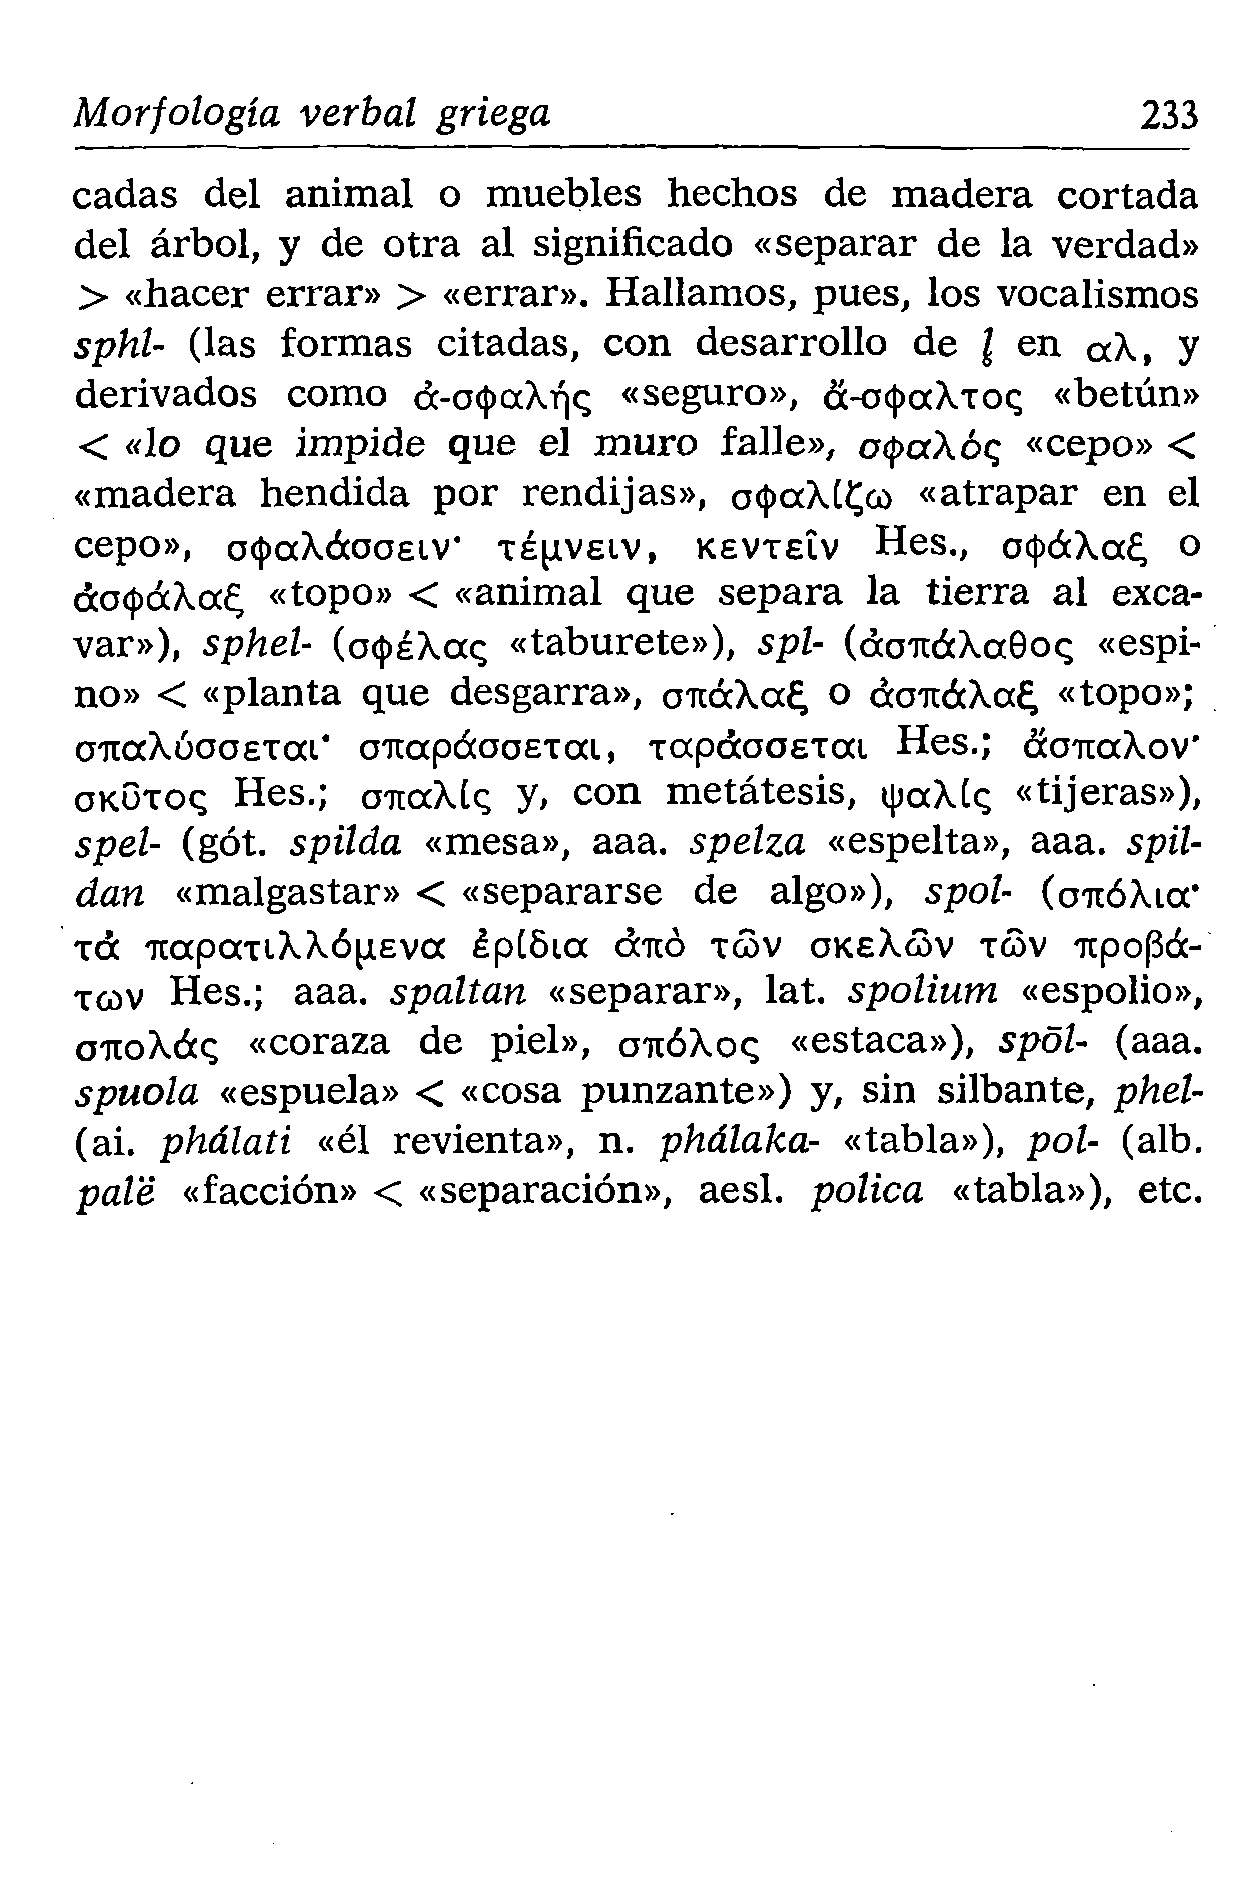 Morfología verbal griega 233
cadas del animal o muebles hechos de madera cortada
del árbol, y de otra al significado «separar de la verdad»
> «hacer errar» > «errar». Hallamos, pues, los vocalismos
sphl- (las formas citadas, con desarrollo de l̥ en αλ, y
derivados como ἀ-σφαλής «seguro», ἄ-σφαλτος «betún»
< «lo que impide que el muro falle», σφαλός «cepo» <
«madera hendida por rendijas», σφαλίζω «atrapar en el
cepo», σφαλάσσειν· τέμνειν, κεντεῖν Hes., σφάλαξ o
ἀσφάλαξ «topo» < «animal que separa la tierra al exca-
var»), sphel- (σφέλας «taburete»), spl- (ἀσπάλαθος «espi-
no» < «planta que desgarra», σπάλαξ o ἀσπάλαξ «topo»;
σπαλύσσεται· σπαράσσεται, ταράσσεται Hes.; ἄσπαλον·
σκῦτος Hes.; σπαλίς y, con metátesis, ψαλίς «tijeras»),
spel- (gót. spilda «mesa», aaa. spelza «espelta», aaa. spil-
dan «malgastar» < «separarse de algo»), spol- (σπόλια·
τὰ παρατιλλόμενα ἐρίδια ἀπὸ τῶν σκελῶν τῶν προβά-
των Hes.; aaa. spaltan «separar», lat. spolium «espolio»,
σπολάς «coraza de piel», σπόλος «estaca»), spōl- (aaa.
spuola «espuela» < «cosa punzante») y, sin silbante, phel-
(ai. phálati «él revienta», n. phálaka- «tabla»), pol- (alb.
palë «facción» < «separación», aesl. polica «tabla»), etc.